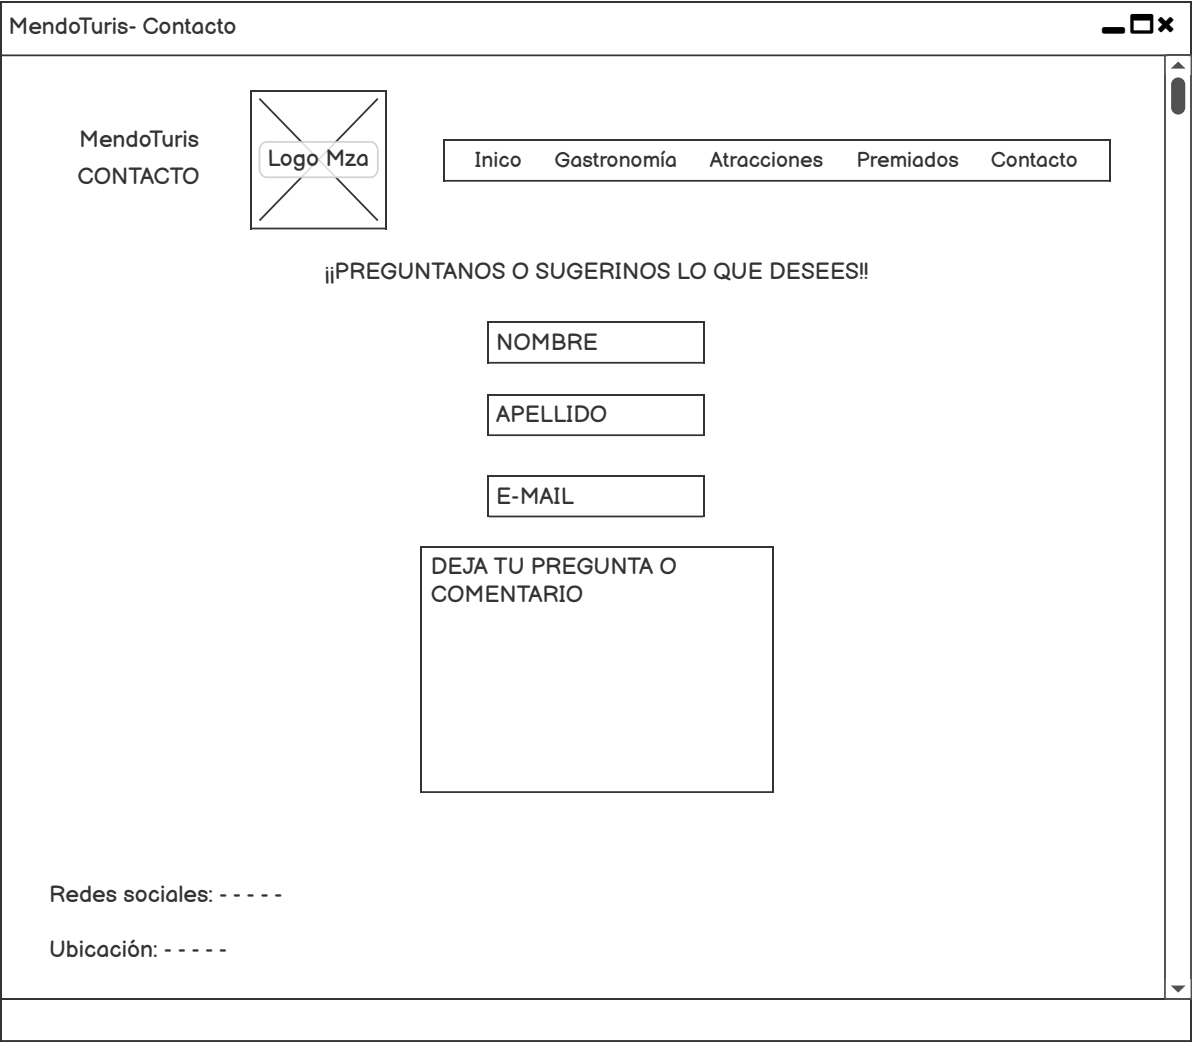 MendoTuris- Contacto
MendoTuris
CONTACTO
Logo Mza
Inico Gastronomía Atracciones Premiados Contacto
¡¡PREGUNTANOS O SUGERINOS LO QUE DESEES!!
NOMBRE
APELLIDO
E-MAIL
DEJA TU PREGUNTA O
COMENTARIO
Redes sociales: - - - - -
Ubicación: - - - - -